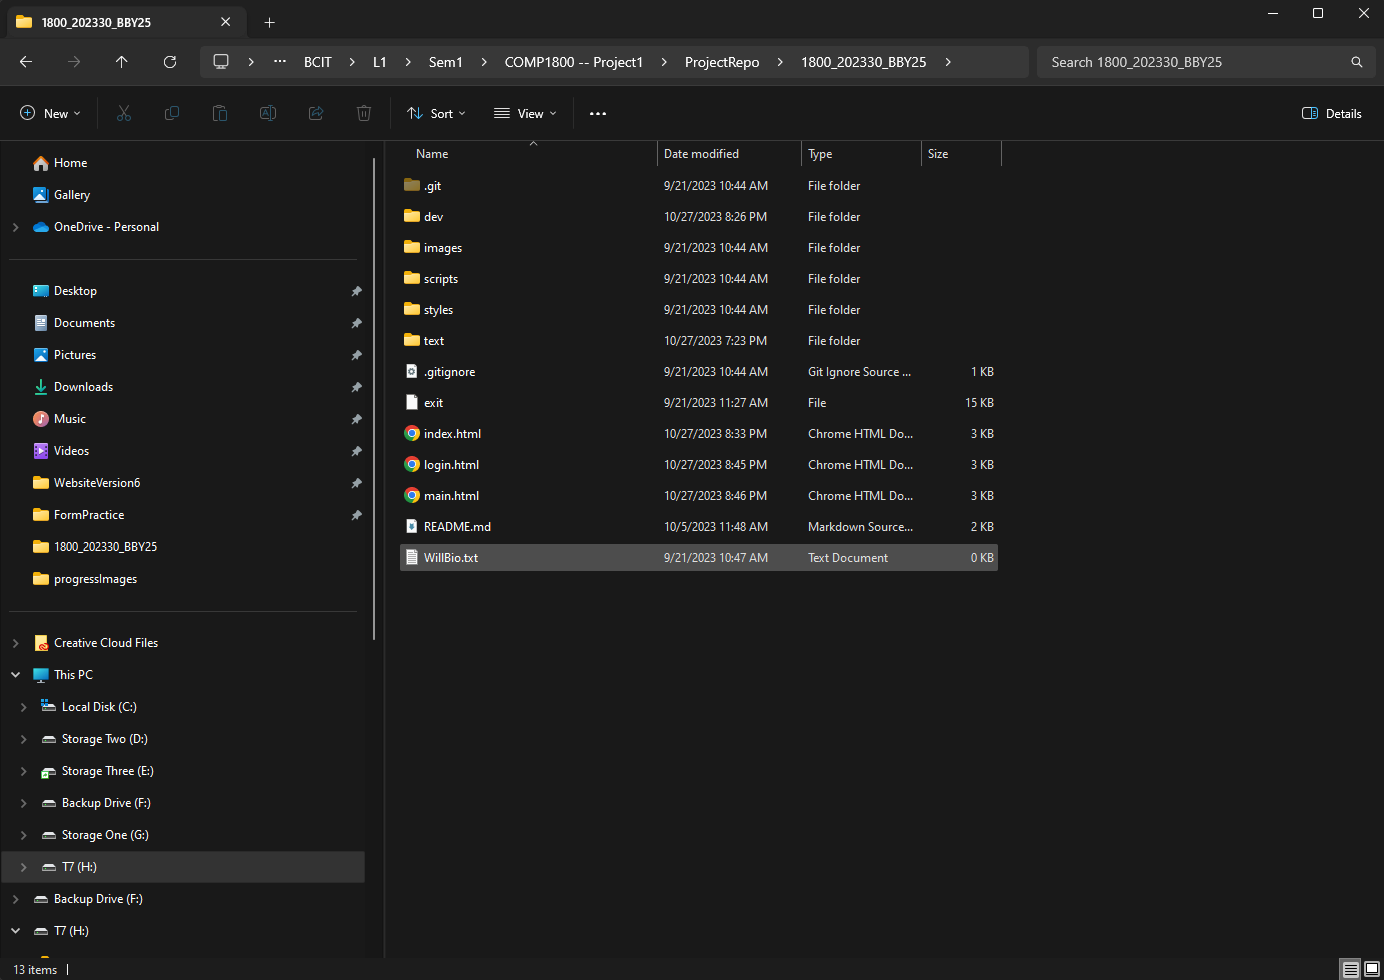 1800_202330_BBY25
BCIT L1 Sem1 COMP1800 -- Project1 ProjectRepo 1800_202330_BBY25 Search 1800_202330_BBY25
New Sort View Details
Home
Gallery
OneDrive - Personal
Desktop
Documents
Pictures
Downloads
Music
Videos
WebsiteVersion6
FormPractice
1800_202330_BBY25
progressImages
Creative Cloud Files
This PC
Local Disk (C:)
Storage Two (D:)
Storage Three (E:)
Backup Drive (F:)
Storage One (G:)
T7 (H:)
Backup Drive (F:)
T7 (H:)
Name Date modified Type Size
.git 9/21/2023 10:44 AM File folder
dev 10/27/2023 8:26 PM File folder
images 9/21/2023 10:44 AM File folder
scripts 9/21/2023 10:44 AM File folder
styles 9/21/2023 10:44 AM File folder
text 10/27/2023 7:23 PM File folder
.gitignore 9/21/2023 10:44 AM Git Ignore Source ... 1 KB
exit 9/21/2023 11:27 AM File 15 KB
index.html 10/27/2023 8:33 PM Chrome HTML Do... 3 KB
login.html 10/27/2023 8:45 PM Chrome HTML Do... 3 KB
main.html 10/27/2023 8:46 PM Chrome HTML Do... 3 KB
README.md 10/5/2023 11:48 AM Markdown Source... 2 KB
WillBio.txt 9/21/2023 10:47 AM Text Document 0 KB
13 items